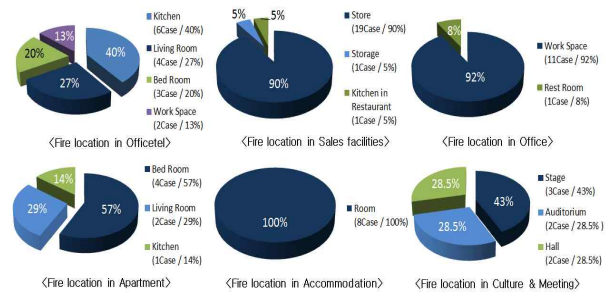 Kitchen
(6Case / 40%)
Living Room
(4Case / 27%)
Bed Room
(3Case / 20%)
Work Space
(2Case / 13%)
13%
40%
20%
27%
<Fire location in Officetel>
Store
(19Case / 90%)
Storage
(1Case / 5%)
Kitchen in
Restaurant
(1Case / 5%)
5%
5%
90%
<Fire location in Sales facilities>
Work Space
(11Case / 92%)
Rest Room
(1Case / 8%)
8%
92%
<Fire location in Office>
Bed Room
(4Case / 57%)
Living Room
(2Case / 29%)
Kitchen
(1Case / 14%)
14%
29%
57%
<Fire location in Apartment>
Room
(8Case / 100%)
100%
<Fire location in Accommodation>
Stage
(3Case / 43%)
Auditorium
(2Case / 28.5% )
Hall
(2Case / 28.5%)
28.5%
43%
28.5%
<Fire location in Culture & Meeting>